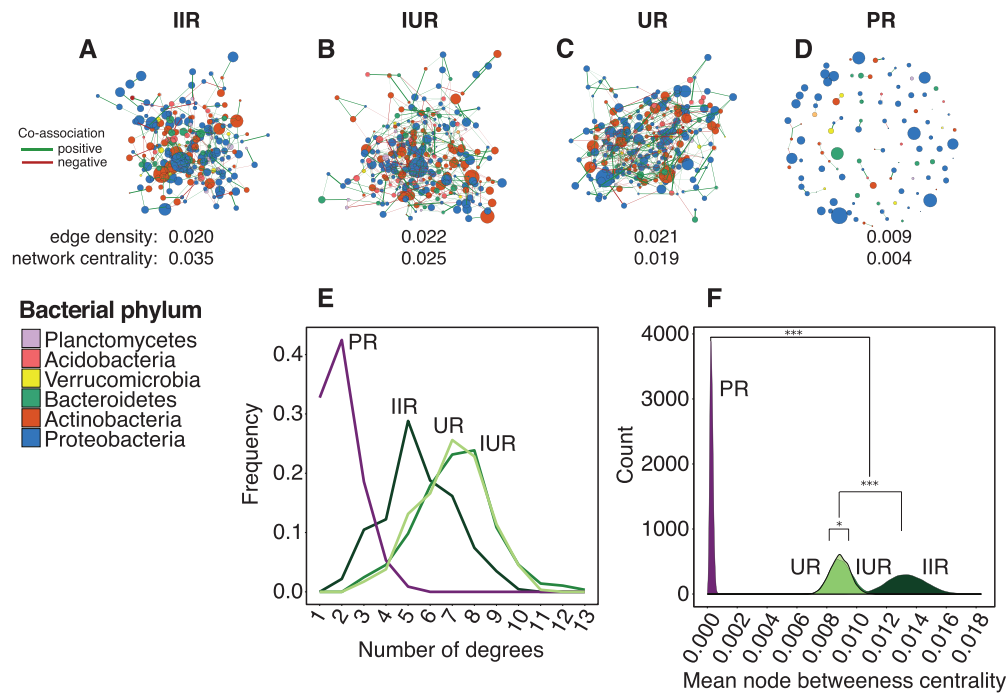 IIR IUR UR PR
A B C D
Co-association
positive
negative
edge density: 0.020 0.022 0.021 0.009
network centrality: 0.035 0.025 0.019 0.004
Bacterial phylum
Planctomycetes
Acidobacteria
Verrucomicrobia
Bacteroidetes
Actinobacteria
Proteobacteria
E
Frequency
0.4
0.3
0.2
0.1
0.0
PR
IIR
UR
IUR
1 2 3 4 5 6 7 8 9 10 11 12 13
Number of degrees
F
Count
4000
3000
2000
1000
0
***
PR
***
*
UR IUR IIR
0.000 0.002 0.004 0.006 0.008 0.010 0.012 0.014 0.016 0.018
Mean node betweeness centrality